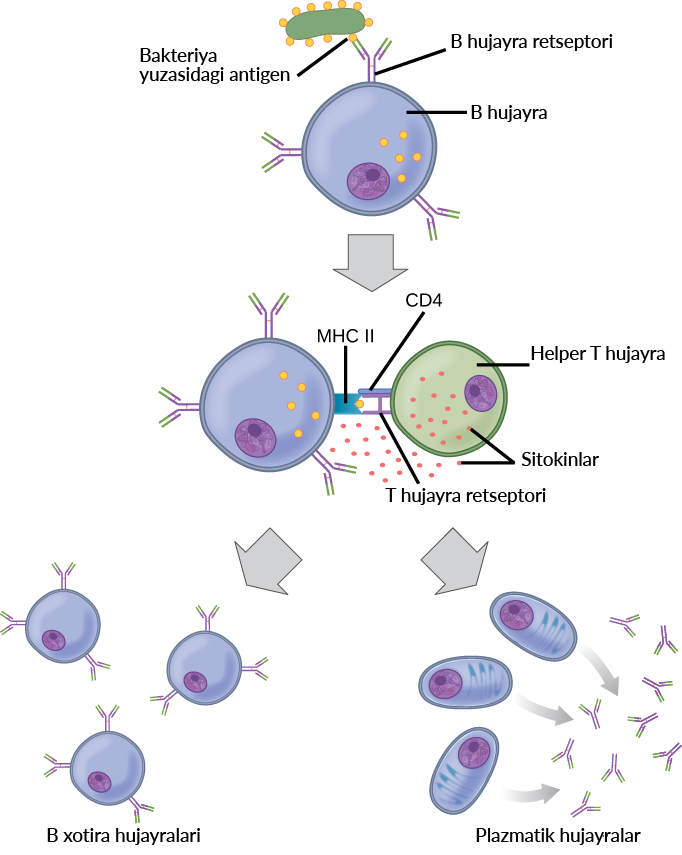 Bakteriya
yuzasidagi antigen
B hujayra retseptori
B hujayra
CD4
MHC II
Helper T hujayra
Sitokinlar
T hujayra retseptori
B xotira hujayralari
Plazmatik hujayralar